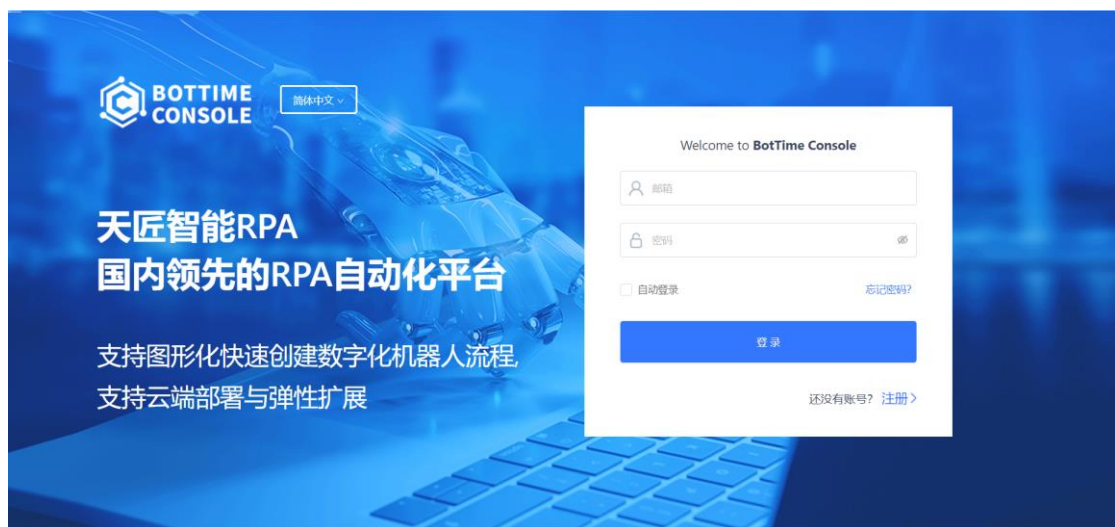 BOTTIME
CONSOLE
简体中文
天匠智能RPA
国内领先的RPA自动化平台
支持图形化快速创建数字化机器人流程,
支持云端部署与弹性扩展
Welcome to BotTime Console
邮箱
密码
自动登录
忘记密码?
登录
还没有账号? 注册